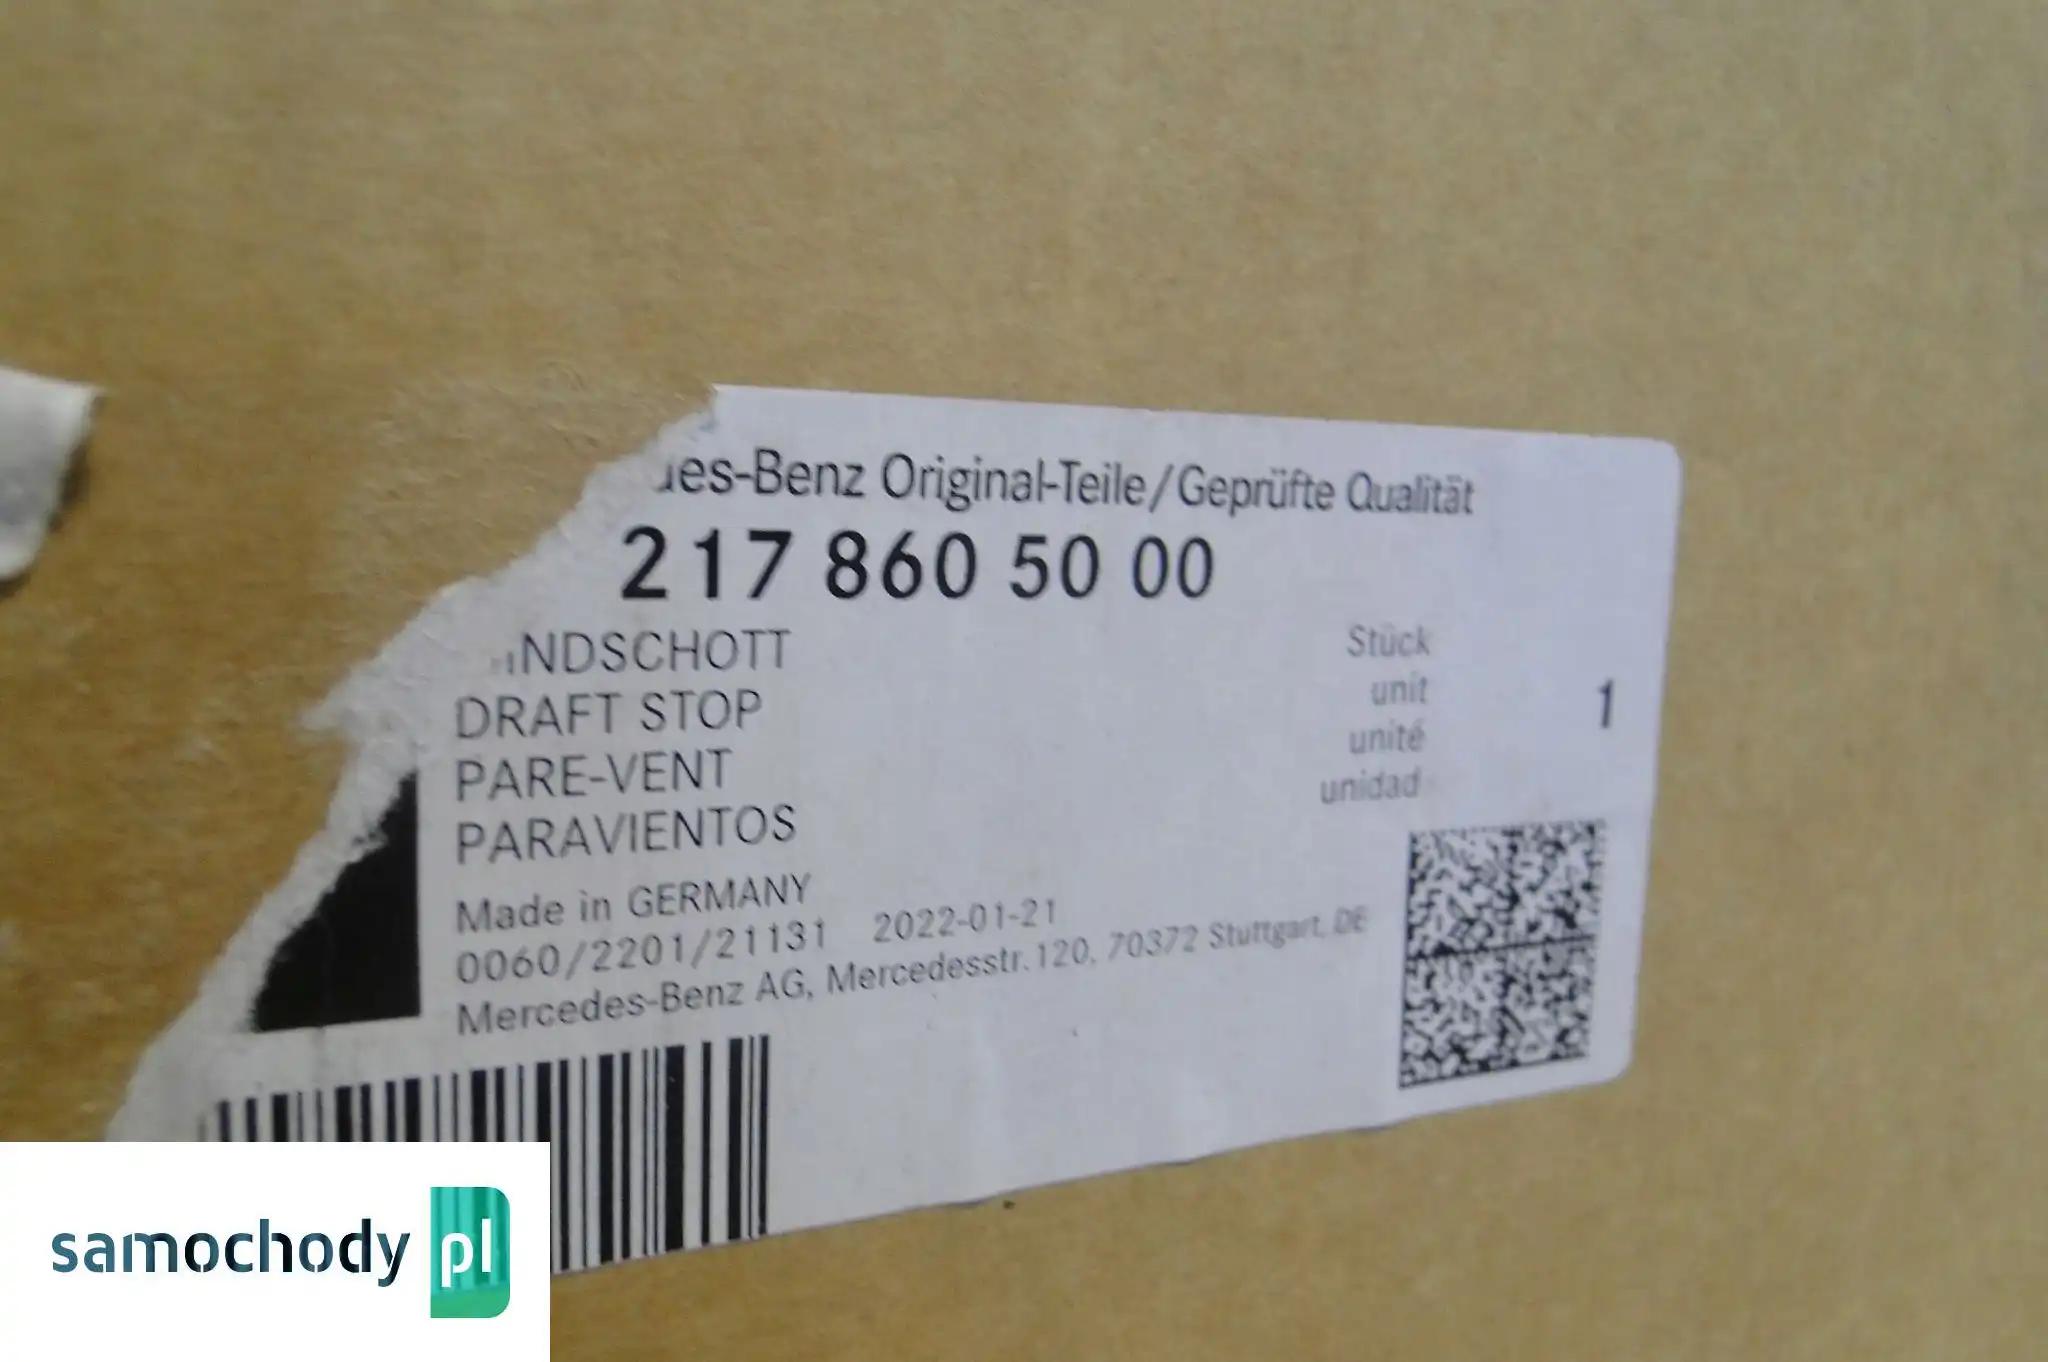 des-Benz Original-Teile/Geprüfte Qualität
217 860 50 00
INDSCHOTT
DRAFT STOP
PARE-VENT
PARAVIENTOS
Stück
unit
unité
unidad
1
Made in GERMANY
0060/2201/21131 2022-01-21
Mercedes-Benz AG, Mercedesstr. 120, 70372 Stuttgart, DE
samochody pl